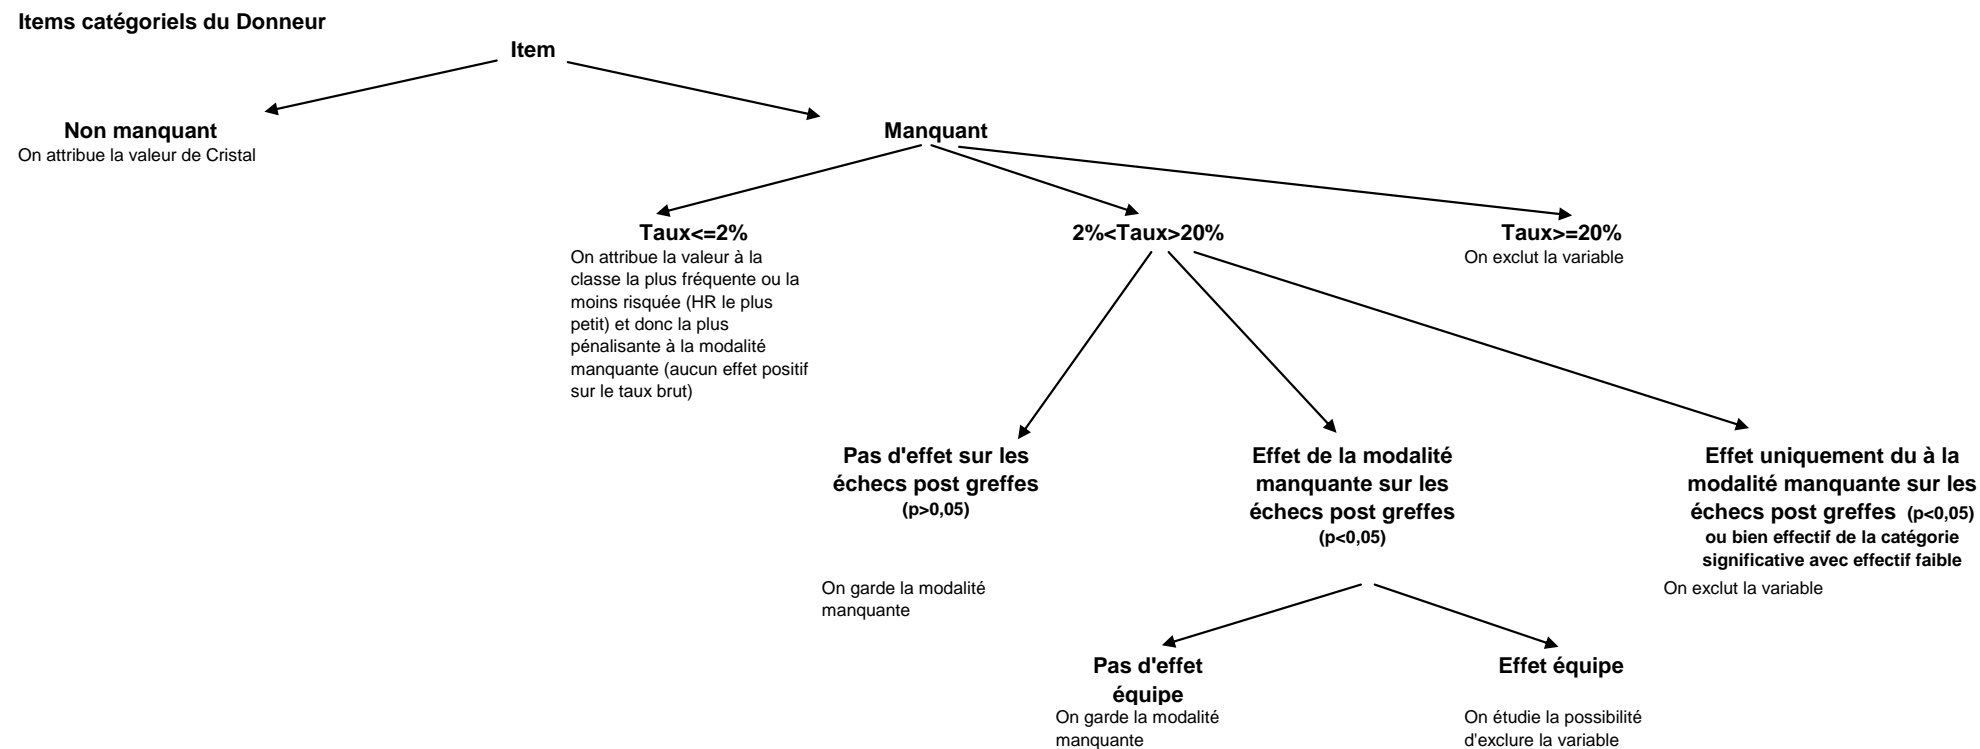 Items catégoriels du Donneur
Item
Non manquant
On attribue la valeur de Cristal
Manquant
Taux<=2%
On attribue la valeur à la
classe la plus fréquente ou la
moins risquée (HR le plus
petit) et donc la plus
pénalisante à la modalité
manquante (aucun effet positif
sur le taux brut)
2%<Taux>20%
Taux>=20%
On exclut la variable
Pas d'effet sur les
échecs post greffes
(p>0,05)
On garde la modalité
manquante
Effet de la modalité
manquante sur les
échecs post greffes
(p<0,05)
Effet uniquement du à la
modalité manquante sur les
échecs post greffes (p<0,05)
ou bien effectif de la catégorie
significative avec effectif faible
On exclut la variable
Pas d'effet
équipe
On garde la modalité
manquante
Effet équipe
On étudie la possibilité
d'exclure la variable